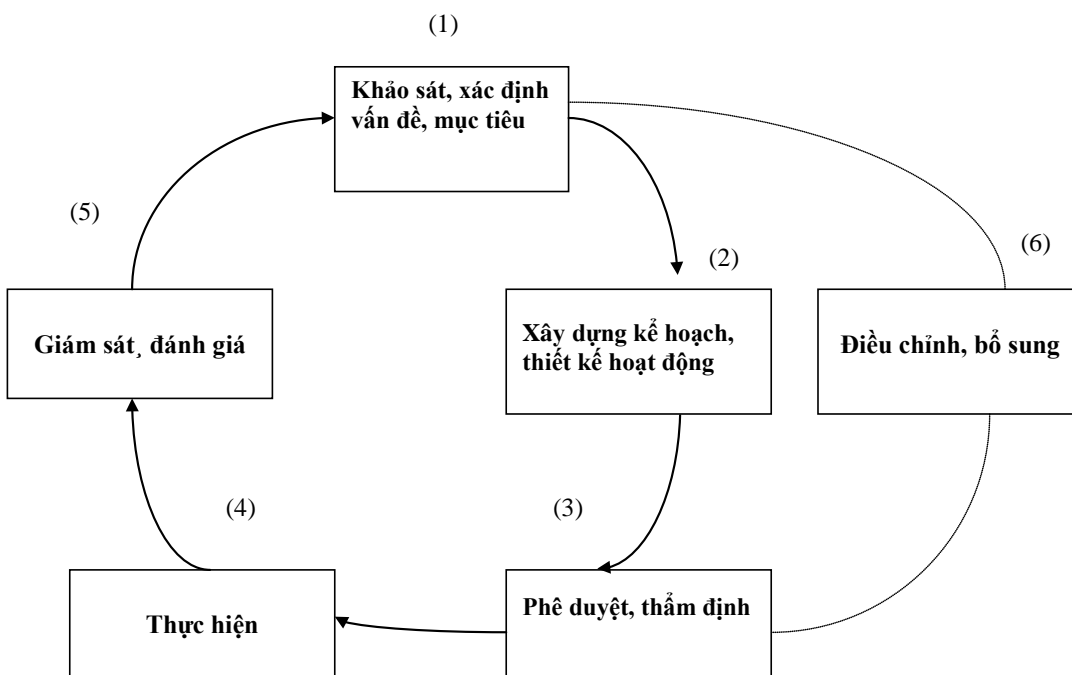 (1)
Khảo sát, xác định
vấn đề, mục tiêu
(5)
(2)
(6)
Giám sát¸ đánh giá
Xây dựng kể hoạch,
thiết kế hoạt động
Điều chỉnh, bổ sung
(4)
(3)
Thực hiện
Phê duyệt, thẩm định